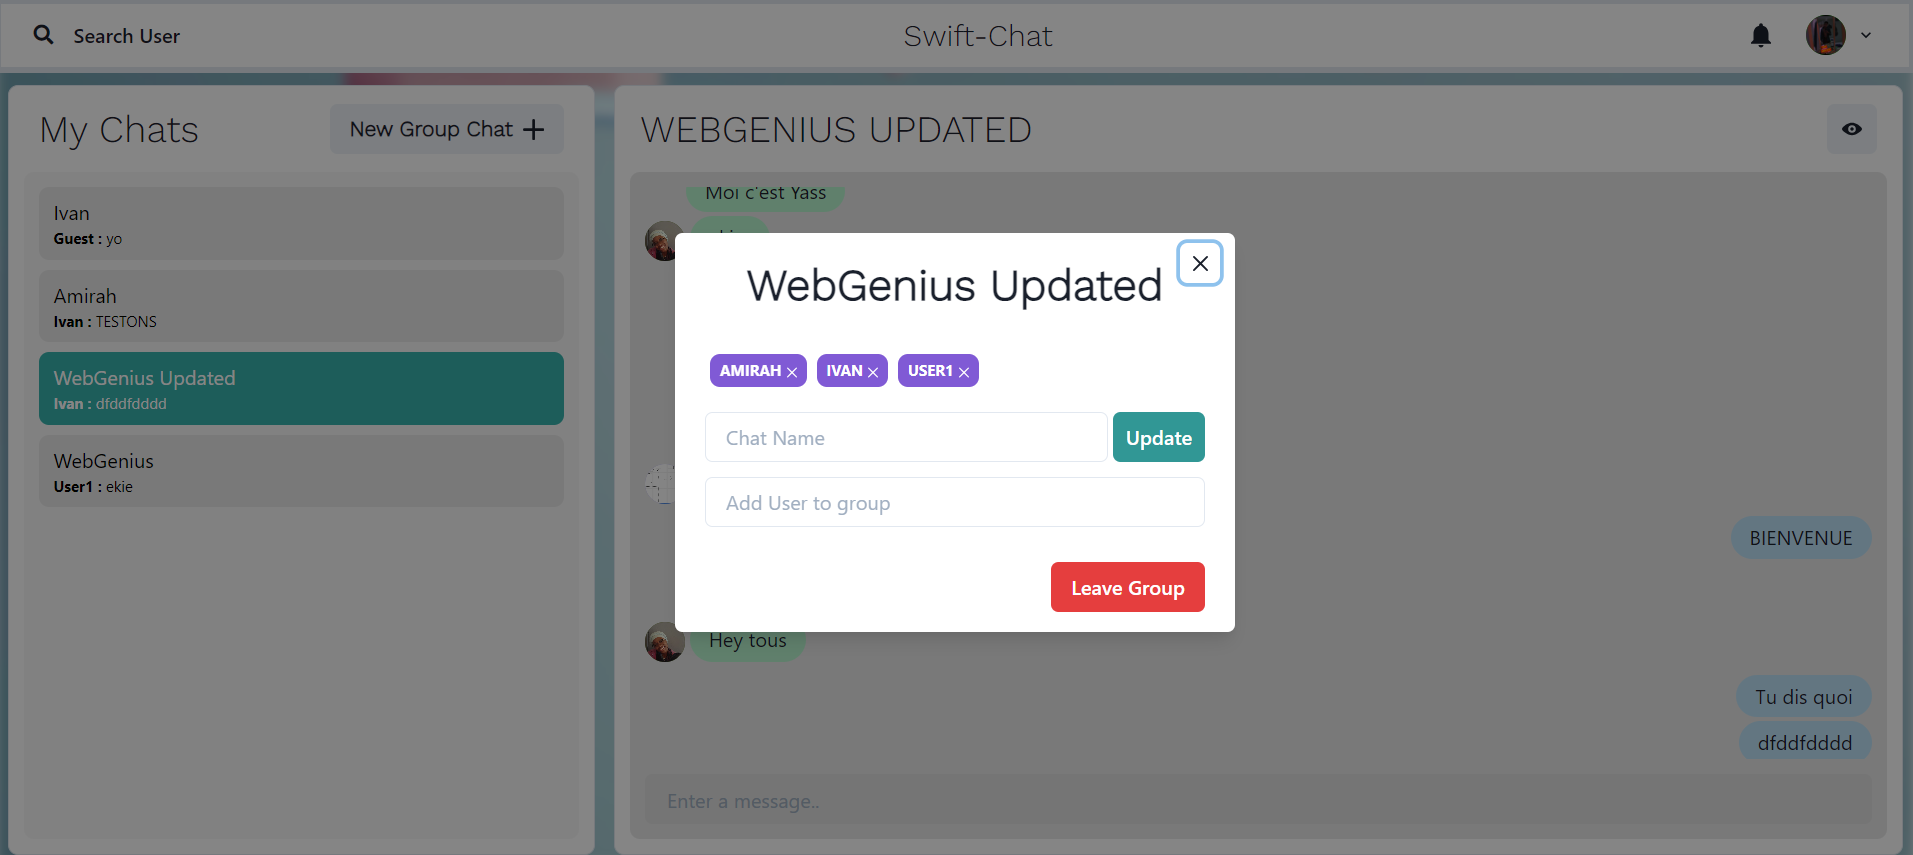 Search User
Swift-Chat
My Chats
New Group Chat
Ivan
Guest : yo
Amirah
Ivan : TESTONS
WebGenius Updated
Ivan : dfddfdddd
WebGenius
User1 : ekie
WEBGENIUS UPDATED
Moi c'est Yass
WebGenius Updated
AMIRAH
IVAN
USER1
Chat Name
Update
Add User to group
Leave Group
BIENVENUE
Hey tous
Tu dis quoi
dfddfdddd
Enter a message..